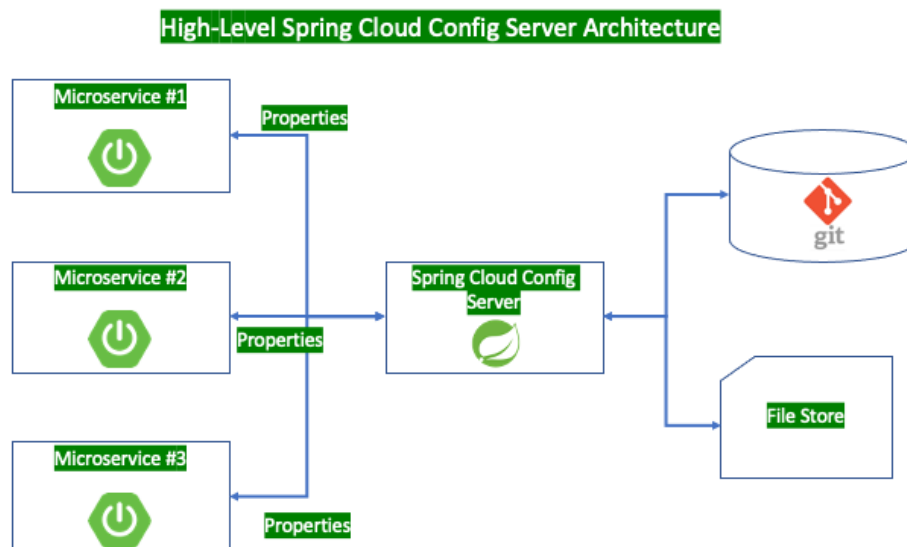 High-Level Spring Cloud Config Server Architecture
Microservice #1
Properties
Microservice #2
Properties
Microservice #3
Properties
Spring Cloud Config
Server
git
File Store